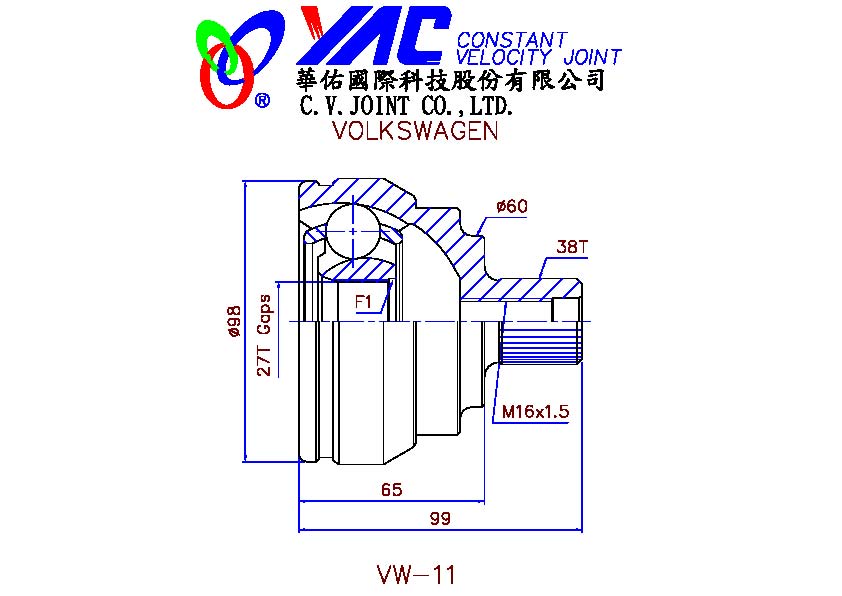 YAC CONSTANT
VELOCITY JOINT
®
華佑國際科技股份有限公司
C.V.JOINT CO.,LTD.
VOLKSWAGEN
ø60
38T
F1
ø98
27T Gaps
M16x1.5
65
99
VW-11